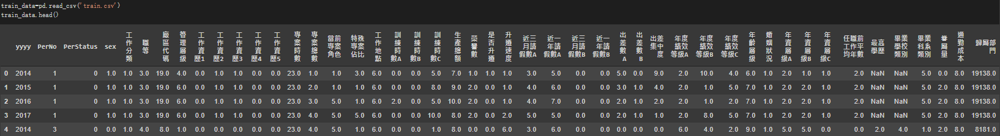 train_data=pd.read_csv('train.csv')
train_data.head()
yyyy PerNo PerStatus sex 工作分類 職等 廠區代碼 管理層級 工作資歷1 工作資歷2 工作資歷3 工作資歷4 工作資歷5 專案時數 專案總數 當前專案角色 特殊專案佔比 工作地點 訓練時數A 訓練時數B 訓練時數C 生產總額 榮譽數 是否升遷 升遷速度 近三月請假數A 近一年請假數A 近三月請假數B 近一年請假數B 出差數A 出差數B 出差集中度 年度績效等級A 年度績效等級B 年度績效等級C 年齡層級 婚姻狀況 年資層級A 年資層級B 年資層級C 任職前工作平均年數 最高學歷 畢業學校類別 畢業科系類別 眷屬量 通勤成本 歸屬部門
0 2014 1 0 1.0 1.0 3.0 19.0 4.0 0.0 1.0 1.0 0.0 0.0 23.0 1.0 1.0 3.0 6.0 0.0 0.0 5.0 7.0 1.0 1.0 1.0 3.0 5.0 0.0 0.0 5.0 0.0 9.0 2.0 10.0 4.0 6.0 1.0 2.0 1.0 1.0 2.0 NaN NaN 5.0 0.0 8.0 19138.0
1 2015 1 0 1.0 1.0 3.0 19.0 6.0 0.0 1.0 1.0 0.0 0.0 23.0 2.0 1.0 1.0 6.0 0.0 0.0 8.0 9.0 2.0 0.0 1.0 4.0 6.0 0.0 0.0 3.0 1.0 4.0 2.0 1.0 5.0 7.0 1.0 2.0 2.0 1.0 2.0 NaN NaN 5.0 2.0 8.0 19138.0
2 2016 1 0 1.0 1.0 3.0 19.0 6.0 0.0 1.0 1.0 0.0 0.0 23.0 3.0 5.0 1.0 6.0 2.0 0.0 5.0 10.0 2.0 0.0 1.0 4.0 7.0 0.0 0.0 2.0 1.0 2.0 2.0 1.0 2.0 7.0 1.0 2.0 2.0 1.0 2.0 NaN NaN 5.0 2.0 8.0 19138.0
3 2017 1 0 1.0 1.0 3.0 19.0 6.0 0.0 1.0 1.0 0.0 0.0 23.0 4.0 5.0 5.0 6.0 0.0 0.0 10.0 8.0 2.0 0.0 2.0 5.0 5.0 0.0 0.0 2.0 1.0 1.0 2.0 8.0 5.0 7.0 1.0 2.0 2.0 1.0 2.0 NaN NaN 5.0 2.0 8.0 19138.0
4 2014 3 0 0.0 1.0 4.0 8.0 1.0 0.0 0.0 0.0 0.0 0.0 23.0 4.0 5.0 1.0 6.0 0.0 0.0 1.0 8.0 0.0 0.0 6.0 3.0 6.0 0.0 0.0 0.0 0.0 0.0 6.0 4.0 2.0 9.0 1.0 5.0 5.0 0.0 0.0 2.0 4.0 1.0 2.0 8.0 8181.0